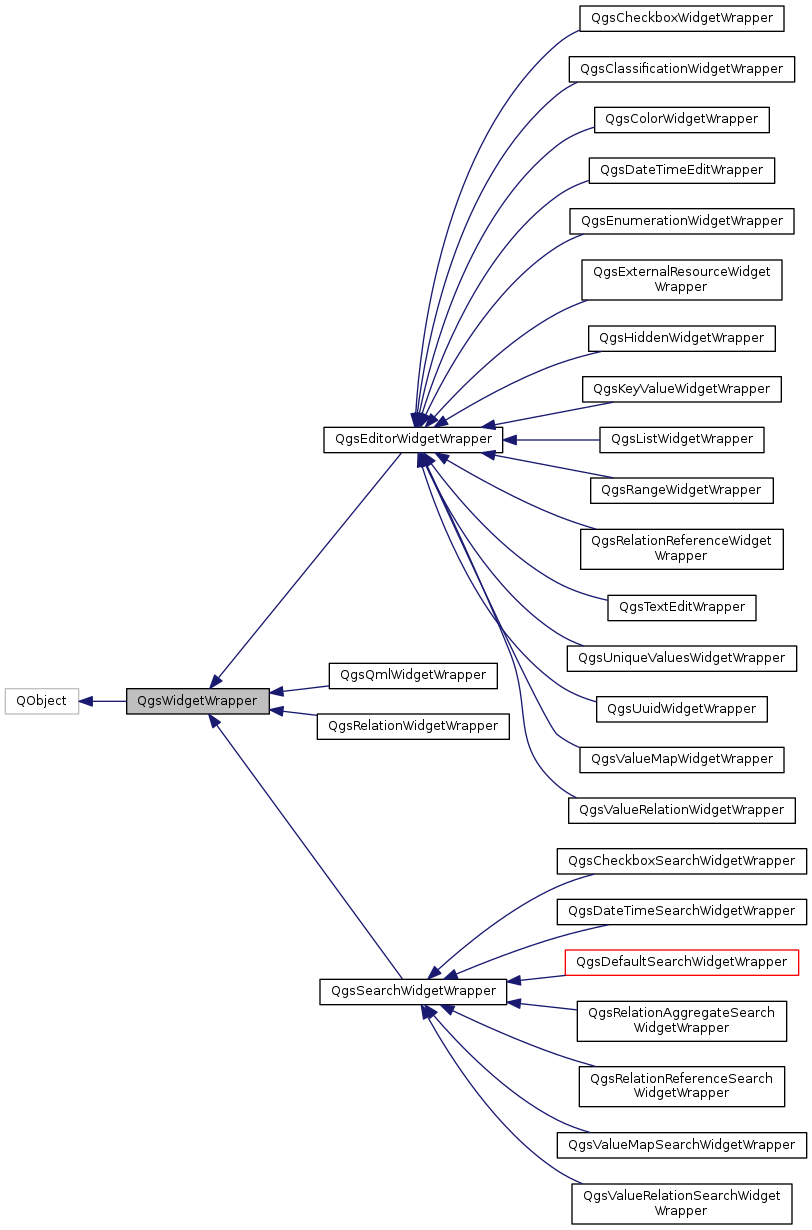 QgsCheckboxWidgetWrapper
QgsClassificationWidgetWrapper
QgsColorWidgetWrapper
QgsDateTimeEditWrapper
QgsEnumerationWidgetWrapper
QgsExternalResourceWidget
Wrapper
QgsHiddenWidgetWrapper
QgsKeyValueWidgetWrapper
QgsEditorWidgetWrapper
QgsListWidgetWrapper
QgsRangeWidgetWrapper
QgsRelationReferenceWidget
Wrapper
QgsTextEditWrapper
QgsUniqueValuesWidgetWrapper
QgsQmlWidgetWrapper
QObject
QgsWidgetWrapper
QgsUuidWidgetWrapper
QgsRelationWidgetWrapper
QgsValueMapWidgetWrapper
QgsValueRelationWidgetWrapper
QgsCheckboxSearchWidgetWrapper
QgsDateTimeSearchWidgetWrapper
QgsDefaultSearchWidgetWrapper
QgsSearchWidgetWrapper
QgsRelationAggregateSearch
WidgetWrapper
QgsRelationReferenceSearch
WidgetWrapper
QgsValueMapSearchWidgetWrapper
QgsValueRelationSearchWidget
Wrapper